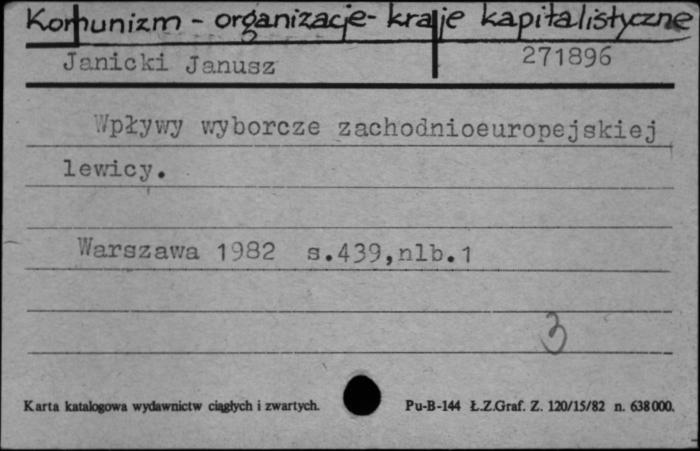 Komunizm - organizacje - kraje kapitalistyczne
Janicki Janusz 271896
Wpływy wyborcze zachodnioeuropejskiej
lewicy.
Warszawa 1982 s.439,nlb.1
3
Karta katalogowa wydawnictw ciągłych i zwartych. Pu-B-144 Ł.Z.Graf. Z. 120/15/82 n. 638000.